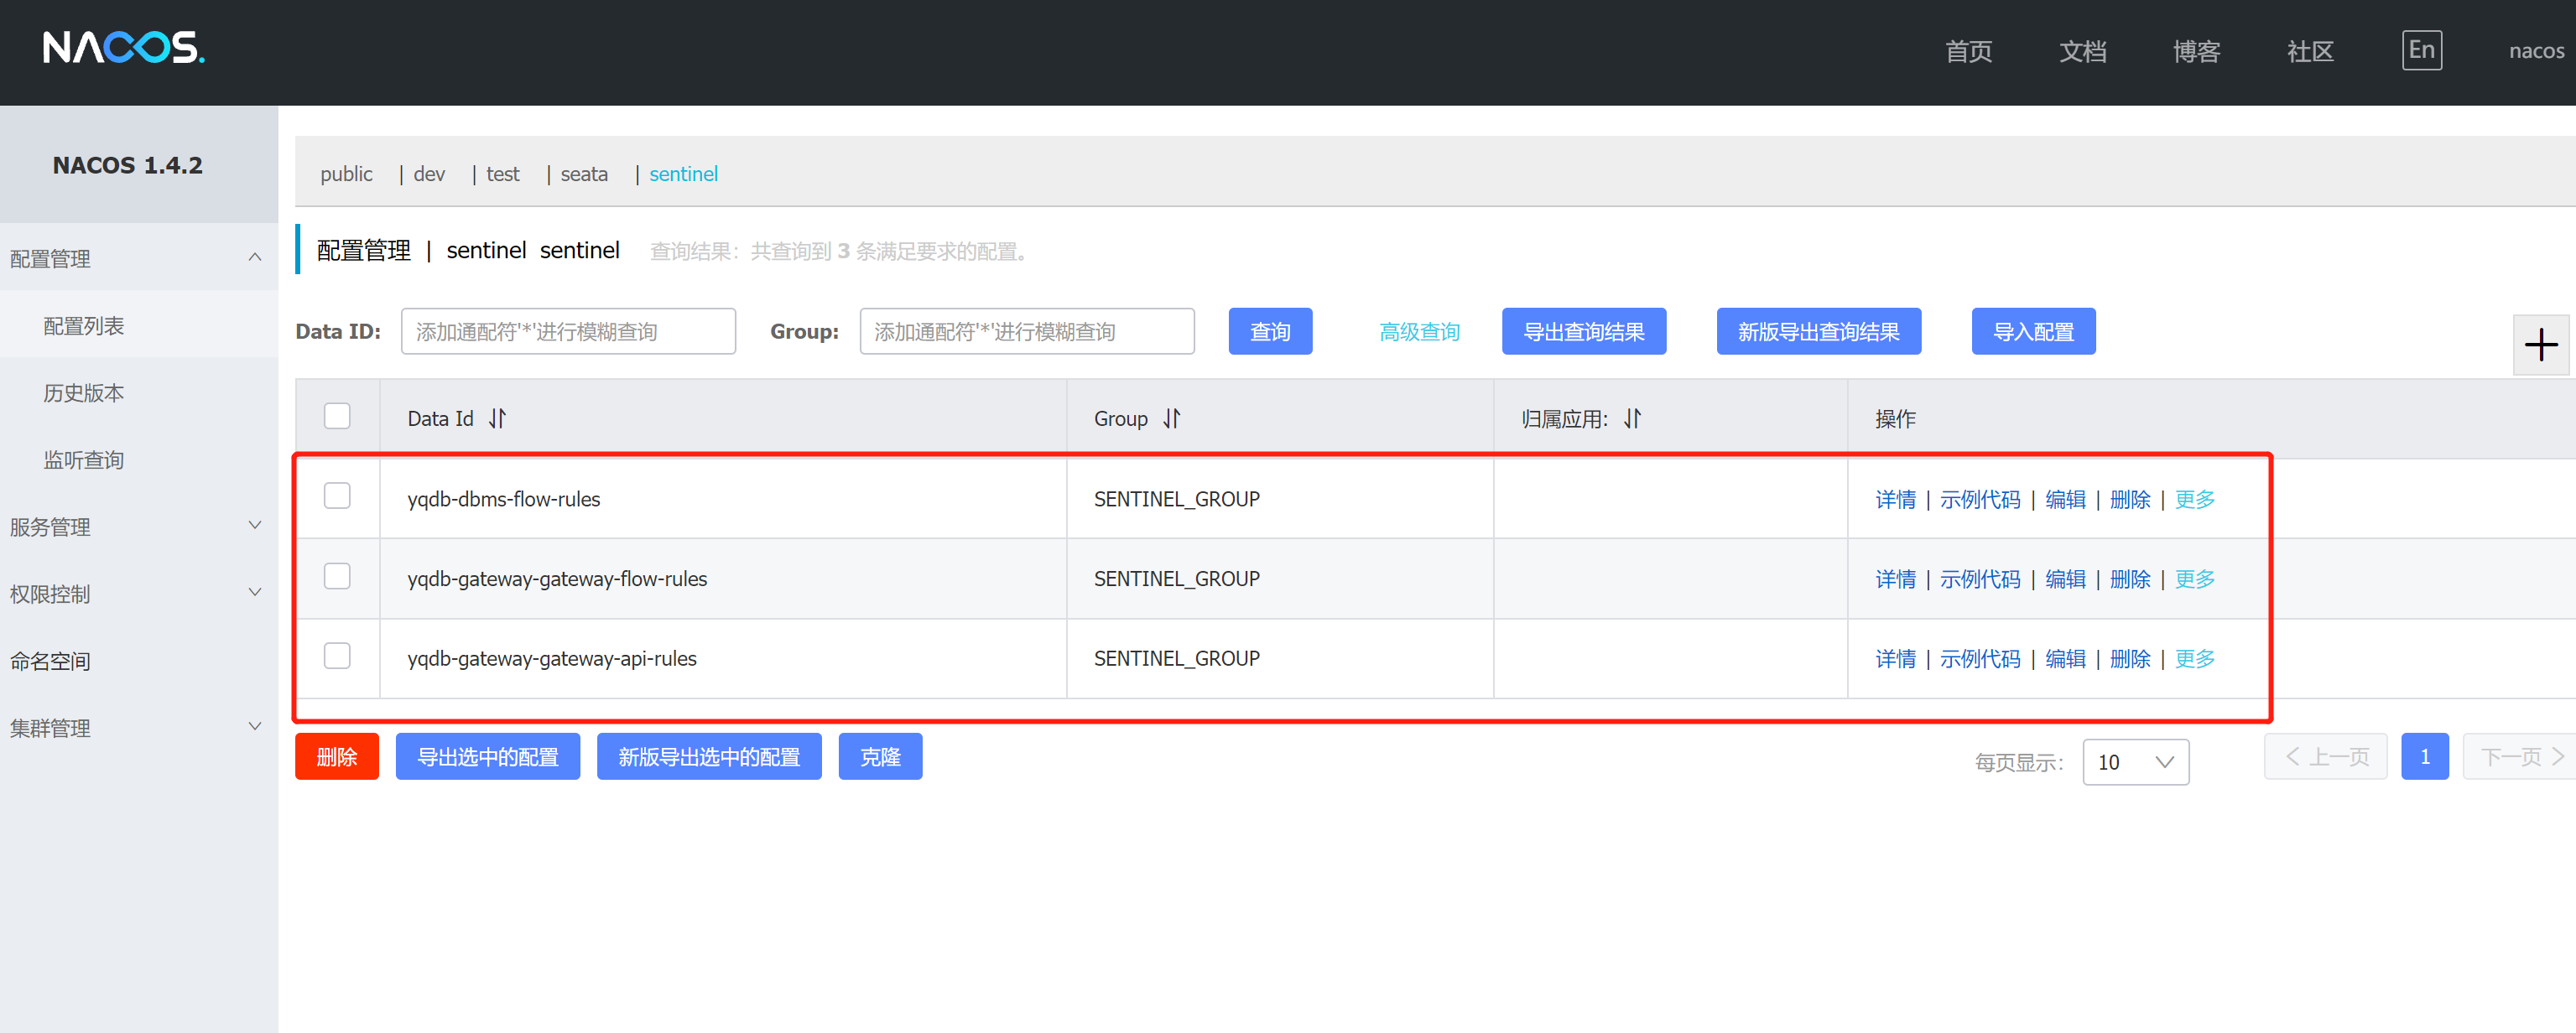 NACOS.
首页 文档 博客 社区 En nacos
NACOS 1.4.2
配置管理
配置列表
历史版本
监听查询
服务管理
权限控制
命名空间
集群管理
public | dev | test | seata | sentinel
配置管理 | sentinel sentinel 查询结果：共查询到 3 条满足要求的配置。
Data ID: 添加通配符'*'进行模糊查询 Group: 添加通配符'*'进行模糊查询 查询 高级查询 导出查询结果 新版导出查询结果 导入配置
Data Id Group 归属应用: 操作
yqdb-dbms-flow-rules SENTINEL_GROUP 详情 | 示例代码 | 编辑 | 删除 | 更多
yqdb-gateway-gateway-flow-rules SENTINEL_GROUP 详情 | 示例代码 | 编辑 | 删除 | 更多
yqdb-gateway-gateway-api-rules SENTINEL_GROUP 详情 | 示例代码 | 编辑 | 删除 | 更多
删除 导出选中的配置 新版导出选中的配置 克隆 每页显示: 10 上一页 1 下一页